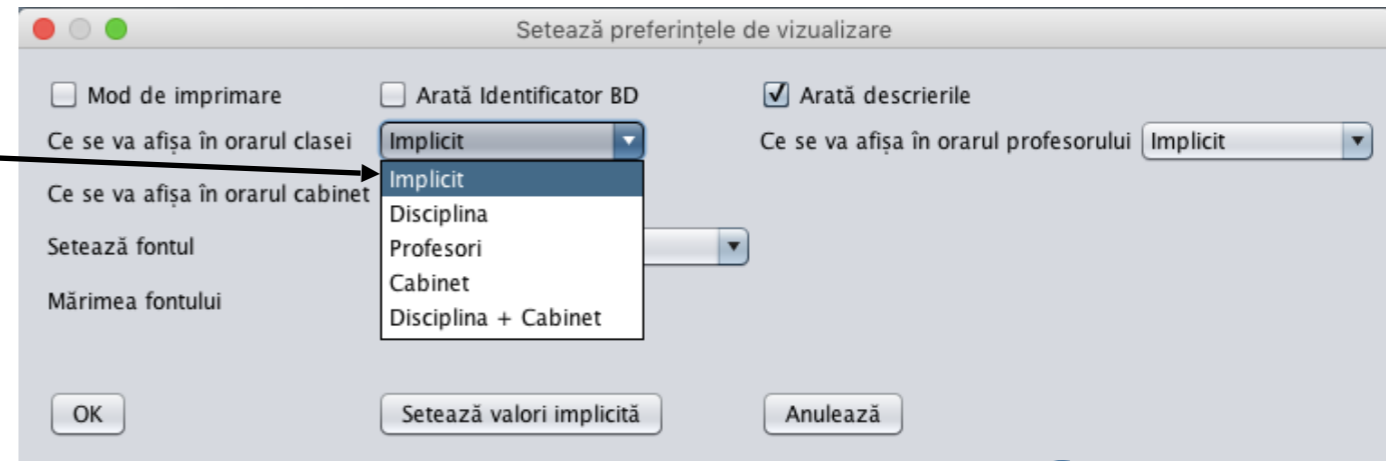 Setează preferințele de vizualizare
Mod de imprimare Arată Identificator BD Arată descrierile
Ce se va afișa în orarul clasei Implicit Ce se va afișa în orarul profesorului Implicit
Implicit
Ce se va afișa în orarul cabinet
Disciplina
Setează fontul Profesori
Cabinet
Mărimea fontului
Disciplina + Cabinet
OK Setează valori implicită Anulează